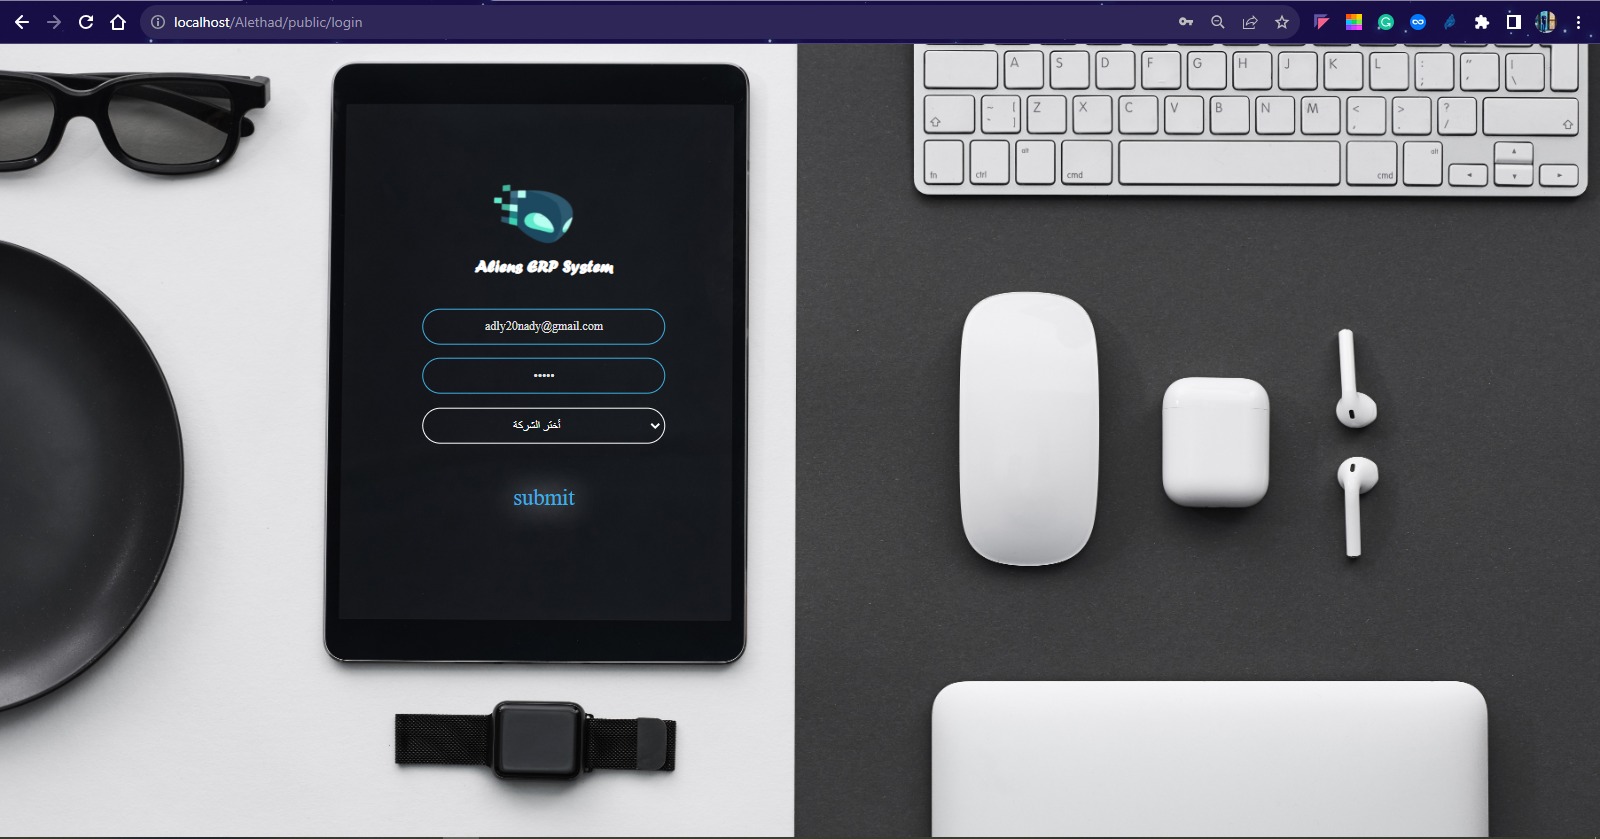 localhost/Alethad/public/login
Aliens ERP System
adly20nady@gmail.com
•••••
أختر الشركة
submit
A S D F G H J K L : ; " ' | \
~ ` [ ] Z X C V B N M < , > . ? /
fn ctrl alt cmd cmd alt